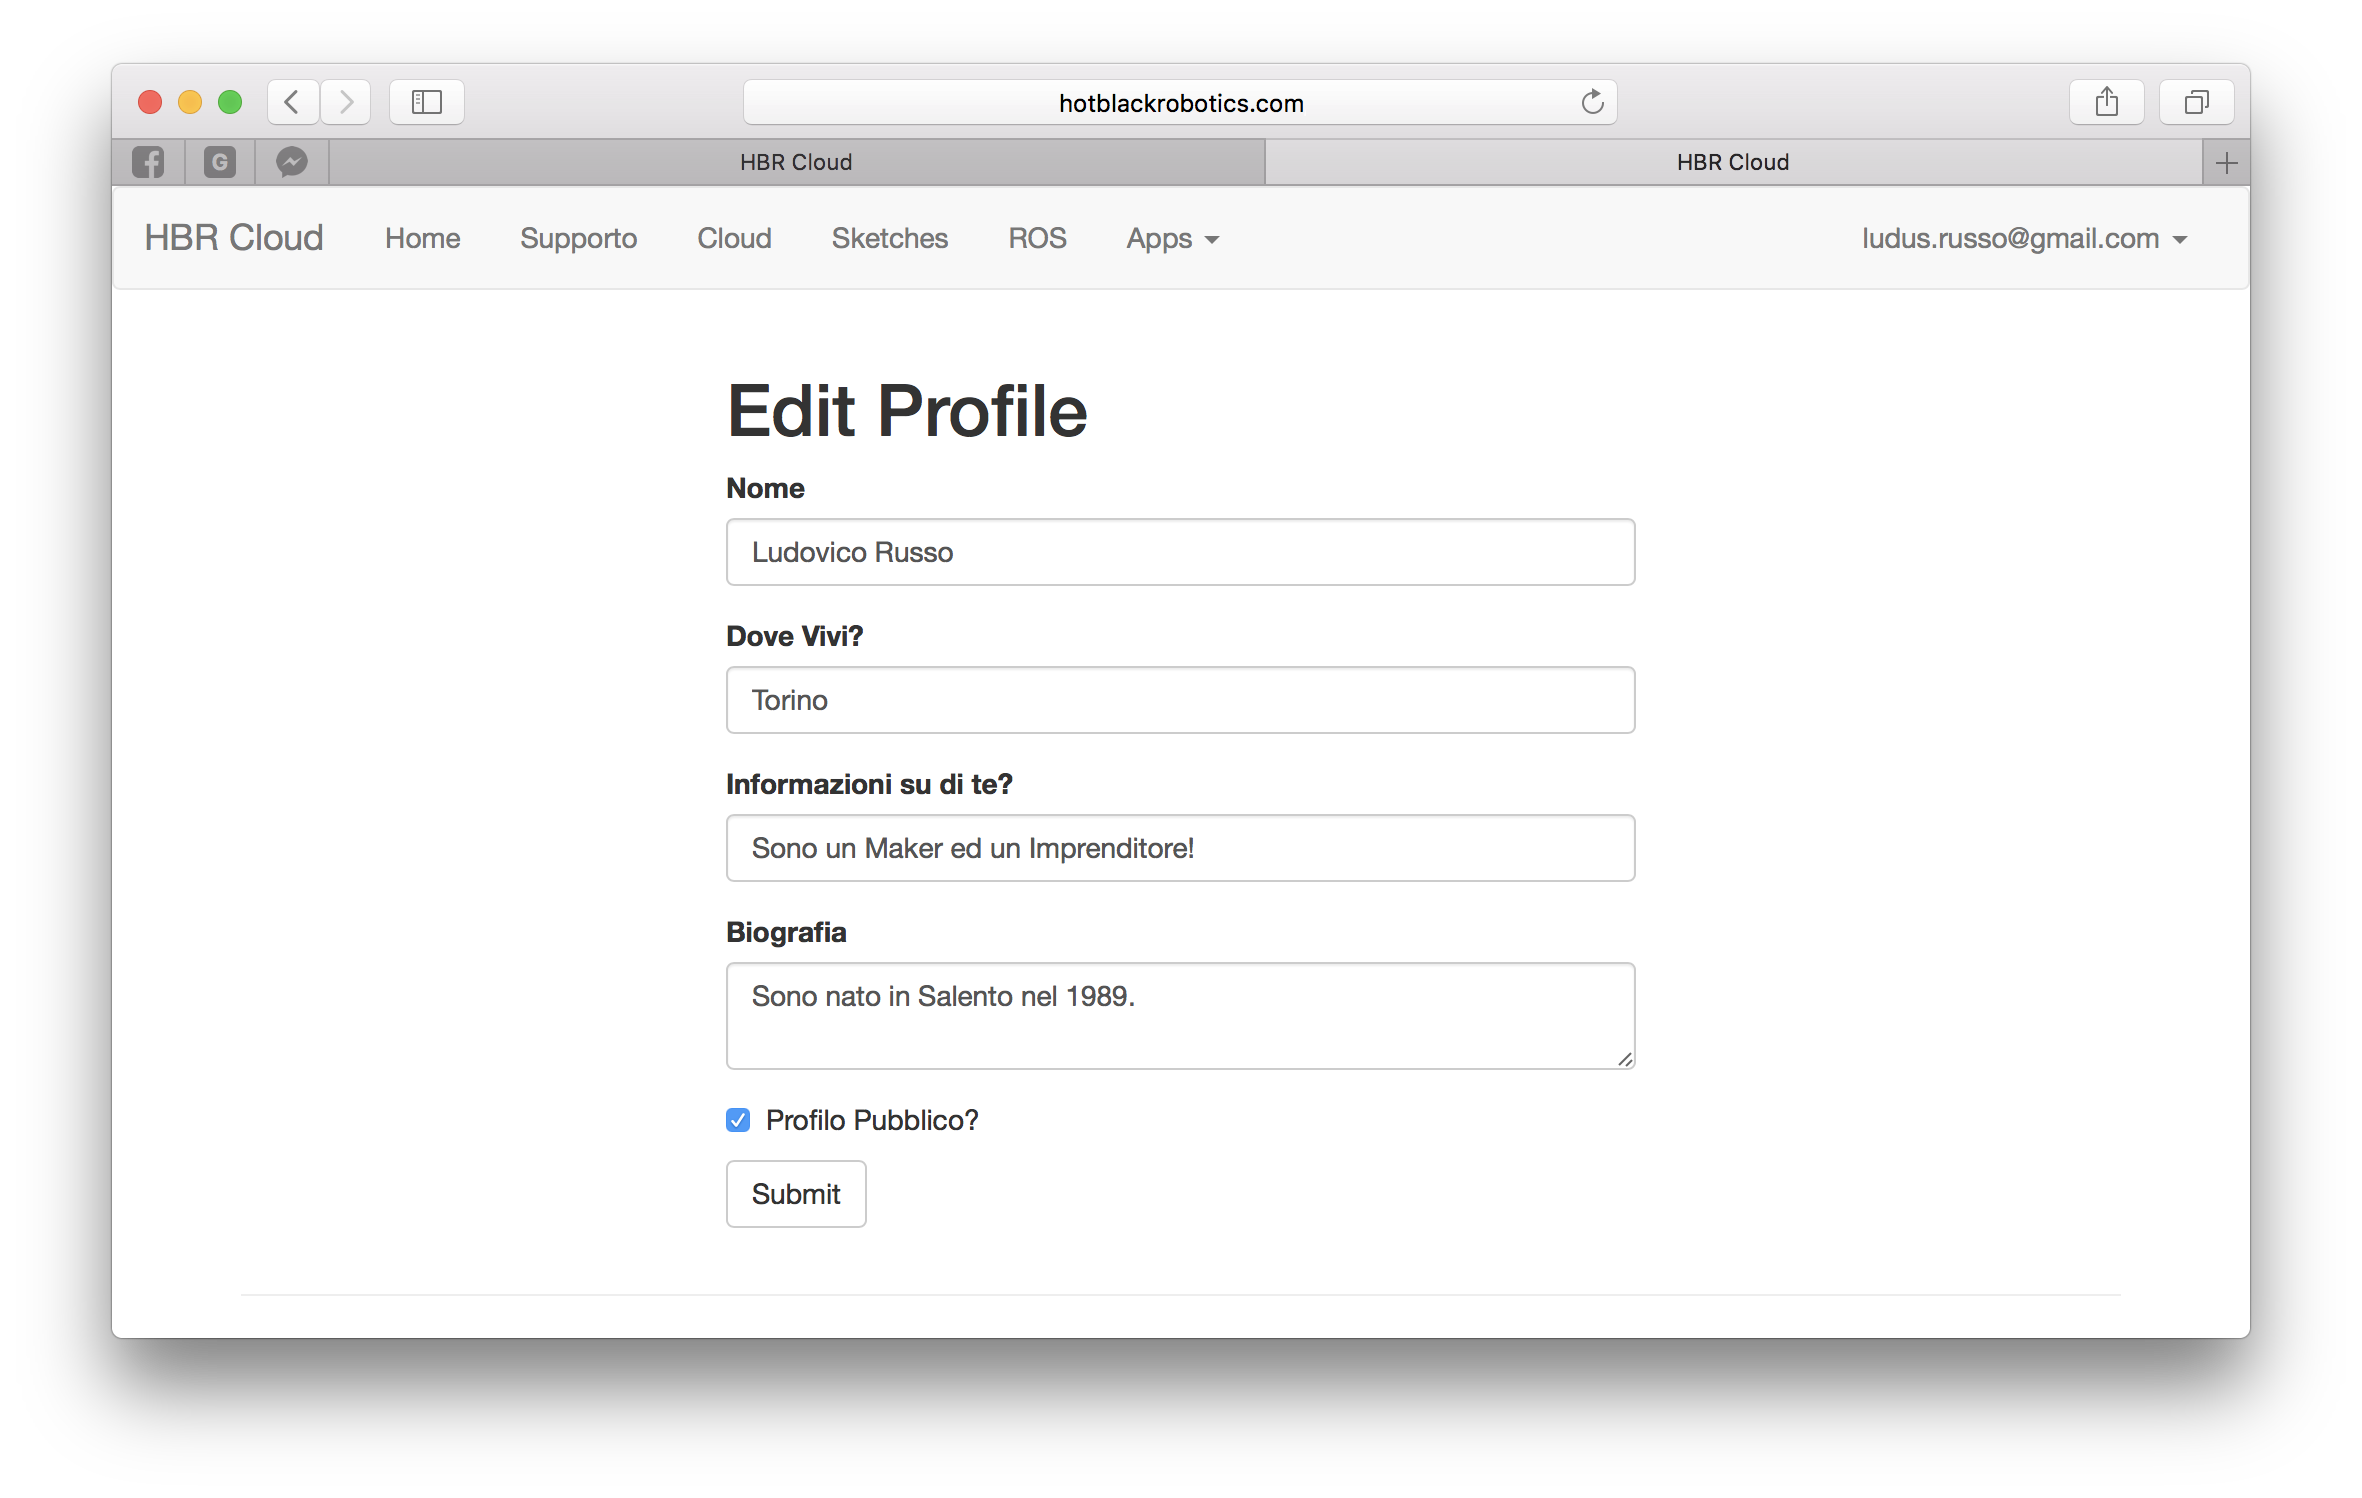 hotblackrobotics.com
HBR Cloud HBR Cloud
HBR Cloud Home Supporto Cloud Sketches ROS Apps ludus.russo@gmail.com
Edit Profile
Nome
Ludovico Russo
Dove Vivi?
Torino
Informazioni su di te?
Sono un Maker ed un Imprenditore!
Biografia
Sono nato in Salento nel 1989.
Profilo Pubblico?
Submit